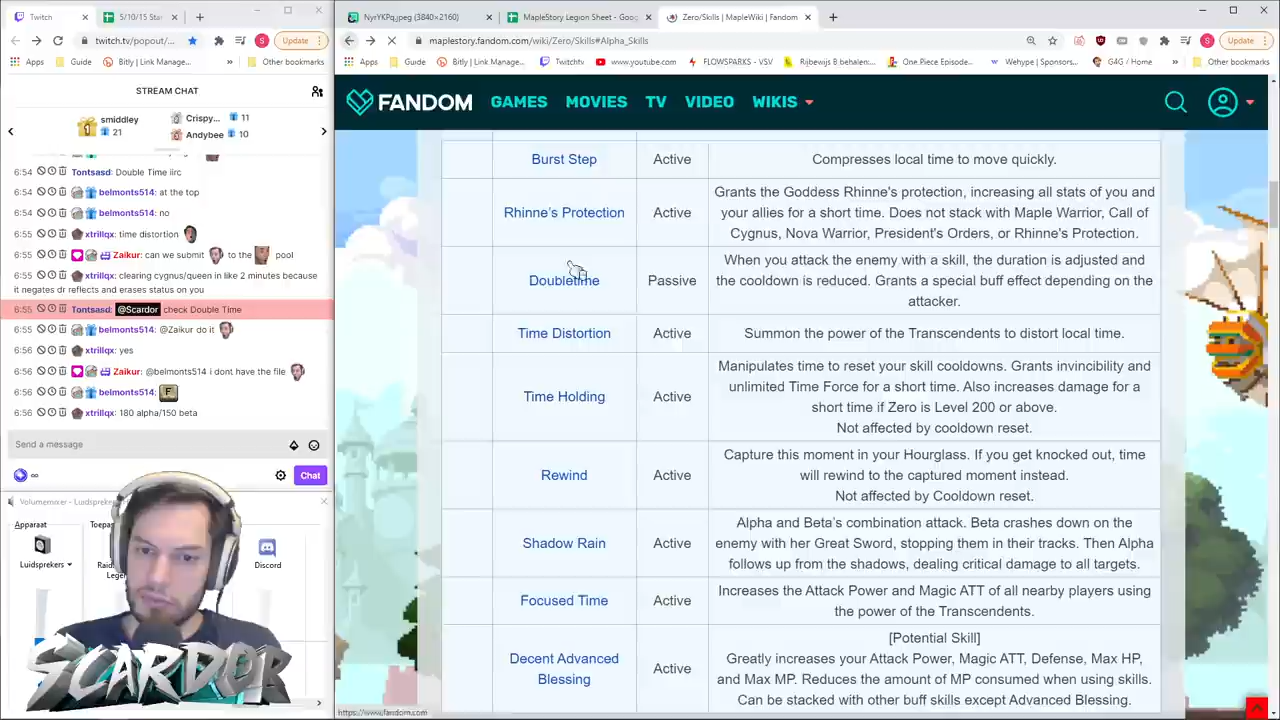 Twitch
5/10/15 Star
NyrYKPq.jpeg (3840×2160)
MapleStory Legion Sheet - Goog
Zero/Skills | MapleWiki | Fandom
twitch.tv/popout/...
S
Update
maplestory.fandom.com/wiki/Zero/Skills#Alpha_Skills
S
Update
Apps
Guide
Bitly | Link Manage...
Other bookmarks
Apps
Guide
Bitly | Link Manage...
Twitchtv
www.youtube.com
FLOWSPARKS - VSV
Rijbewijs B behalen:...
One.Piece.Episode...
Wehype | Sponsors...
G4G / Home
Other bookmarks
STREAM CHAT
smiddley
21
1
Crispy... 11
Andybee 10
6:54 Tontsasd: Double Time iirc
6:54 belmonts514: at the top
6:54 belmonts514: no
6:55 xtrillqx: time distortion
6:55 Zaikur: can we submit to the pool
6:55 xtrillqx: clearing cygnus/queen in like 2 minutes because
it negates dr reflects and erases status on you
6:55 Tontsasd: @Scardor check Double Time
6:55 belmonts514: @Zaikur do it
6:56 xtrillqx: yes
6:56 Zaikur: @belmonts514 i dont have the file
6:56 belmonts514: F
6:56 xtrillqx: 180 alpha/150 beta
Send a message
∞
Chat
Volumemixer - Luidsprekers
Apparaat
Luidsprekers
Discord
SCARDOR
FANDOM
GAMES
MOVIES
TV
VIDEO
WIKIS
Burst Step
Active
Compresses local time to move quickly.
Rhinne's Protection
Active
Grants the Goddess Rhinne's protection, increasing all stats of you and
your allies for a short time. Does not stack with Maple Warrior, Call of
Cygnus, Nova Warrior, President's Orders, or Rhinne's Protection.
Doubletime
Passive
When you attack the enemy with a skill, the duration is adjusted and
the cooldown is reduced. Grants a special buff effect depending on the
attacker.
Time Distortion
Active
Summon the power of the Transcendents to distort local time.
Time Holding
Active
Manipulates time to reset your skill cooldowns. Grants invincibility and
unlimited Time Force for a short time. Also increases damage for a
short time if Zero is Level 200 or above.
Not affected by cooldown reset.
Rewind
Active
Capture this moment in your Hourglass. If you get knocked out, time
will rewind to the captured moment instead.
Not affected by Cooldown reset.
Shadow Rain
Active
Alpha and Beta's combination attack. Beta crashes down on the
enemy with her Great Sword, stopping them in their tracks. Then Alpha
follows up from the shadows, dealing critical damage to all targets.
Focused Time
Active
Increases the Attack Power and Magic ATT of all nearby players using
the power of the Transcendents.
Decent Advanced
Blessing
Active
[Potential Skill]
Greatly increases your Attack Power, Magic ATT, Defense, Max HP,
and Max MP. Reduces the amount of MP consumed when using skills.
Can be stacked with other buff skills except Advanced Blessing.
https://www.fandom.com